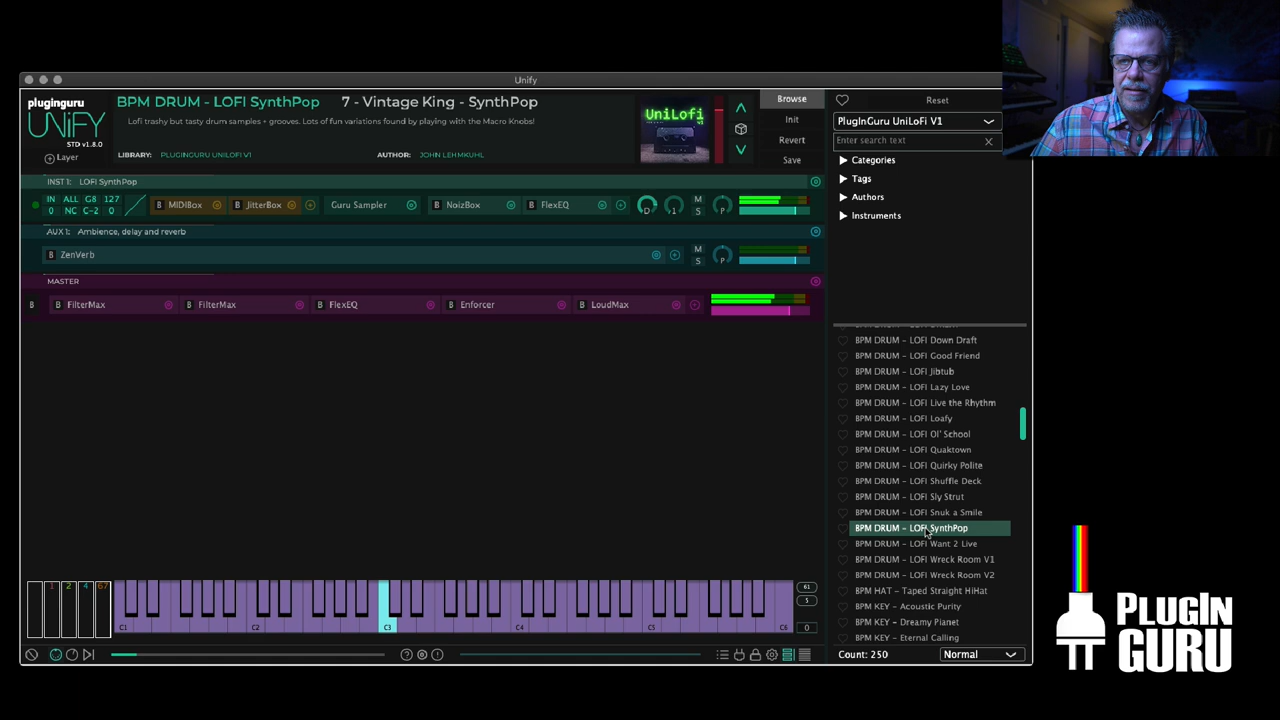 Unify
pluginguru
UNIFY
STD v1.8.0
Layer
BPM DRUM - LOFI SynthPop
7 - Vintage King - SynthPop
Lofi trashy but tasty drum samples + grooves. Lots of fun variations found by playing with the Macro Knobs!
LIBRARY: PLUGINGURU UNILOFI V1
AUTHOR: JOHN LEHMKUHL
UniLofi
Browse
Init
Revert
Save
Reset
PlugInGuru UniLoFi V1
Enter search text
Categories
Tags
Authors
Instruments
INST 1: LOFI SynthPop
IN ALL G8 127
0 NC C-2 0
B MIDIBox
B JitterBox
Guru Sampler
B NoizBox
B FlexEQ
D
1
M
S
P
AUX 1: Ambience, delay and reverb
B ZenVerb
M
S
P
MASTER
B
B FilterMax
B FilterMax
B FlexEQ
B Enforcer
B LoudMax
BPM DRUM - LOFI Down Draft
BPM DRUM - LOFI Good Friend
BPM DRUM - LOFI Jibtub
BPM DRUM - LOFI Lazy Love
BPM DRUM - LOFI Live the Rhythm
BPM DRUM - LOFI Loafy
BPM DRUM - LOFI Ol' School
BPM DRUM - LOFI Quaktown
BPM DRUM - LOFI Quirky Polite
BPM DRUM - LOFI Shuffle Deck
BPM DRUM - LOFI Sly Strut
BPM DRUM - LOFI Snuk a Smile
BPM DRUM - LOFI SynthPop
BPM DRUM - LOFI Want 2 Live
BPM DRUM - LOFI Wreck Room V1
BPM DRUM - LOFI Wreck Room V2
BPM HAT - Taped Straight HiHat
BPM KEY - Acoustic Purity
BPM KEY - Dreamy Planet
BPM KEY - Eternal Calling
1 2 4 67
C1 C2 C3 C4 C5 C6
61
5
0
Count: 250
Normal
PLUGIN
GURU